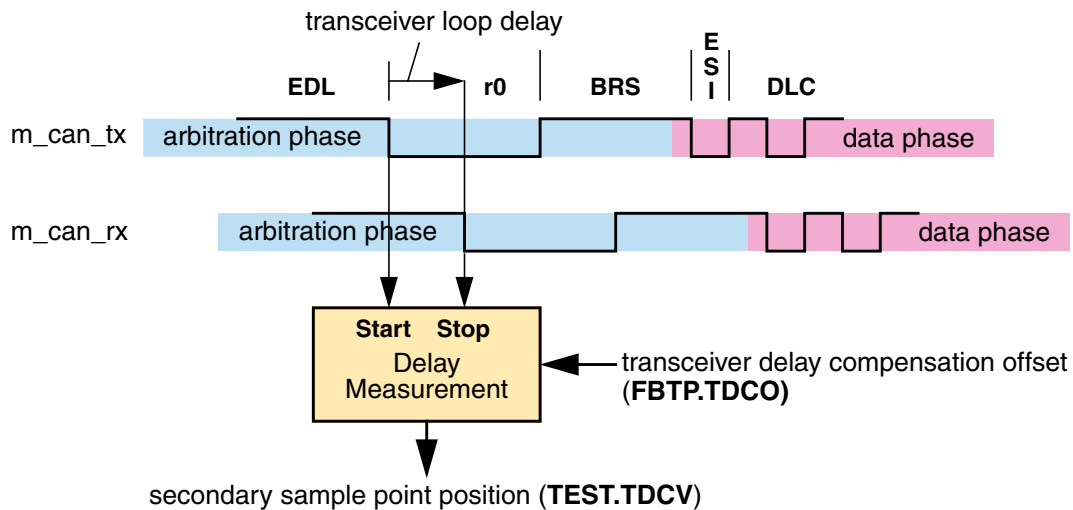 transceiver loop delay
EDL
r0
BRS
E
S
I
DLC
m_can_tx
arbitration phase
data phase
m_can_rx
arbitration phase
data phase
Start Stop
Delay
Measurement
transceiver delay compensation offset
(FBTP.TDCO)
secondary sample point position (TEST.TDCV)